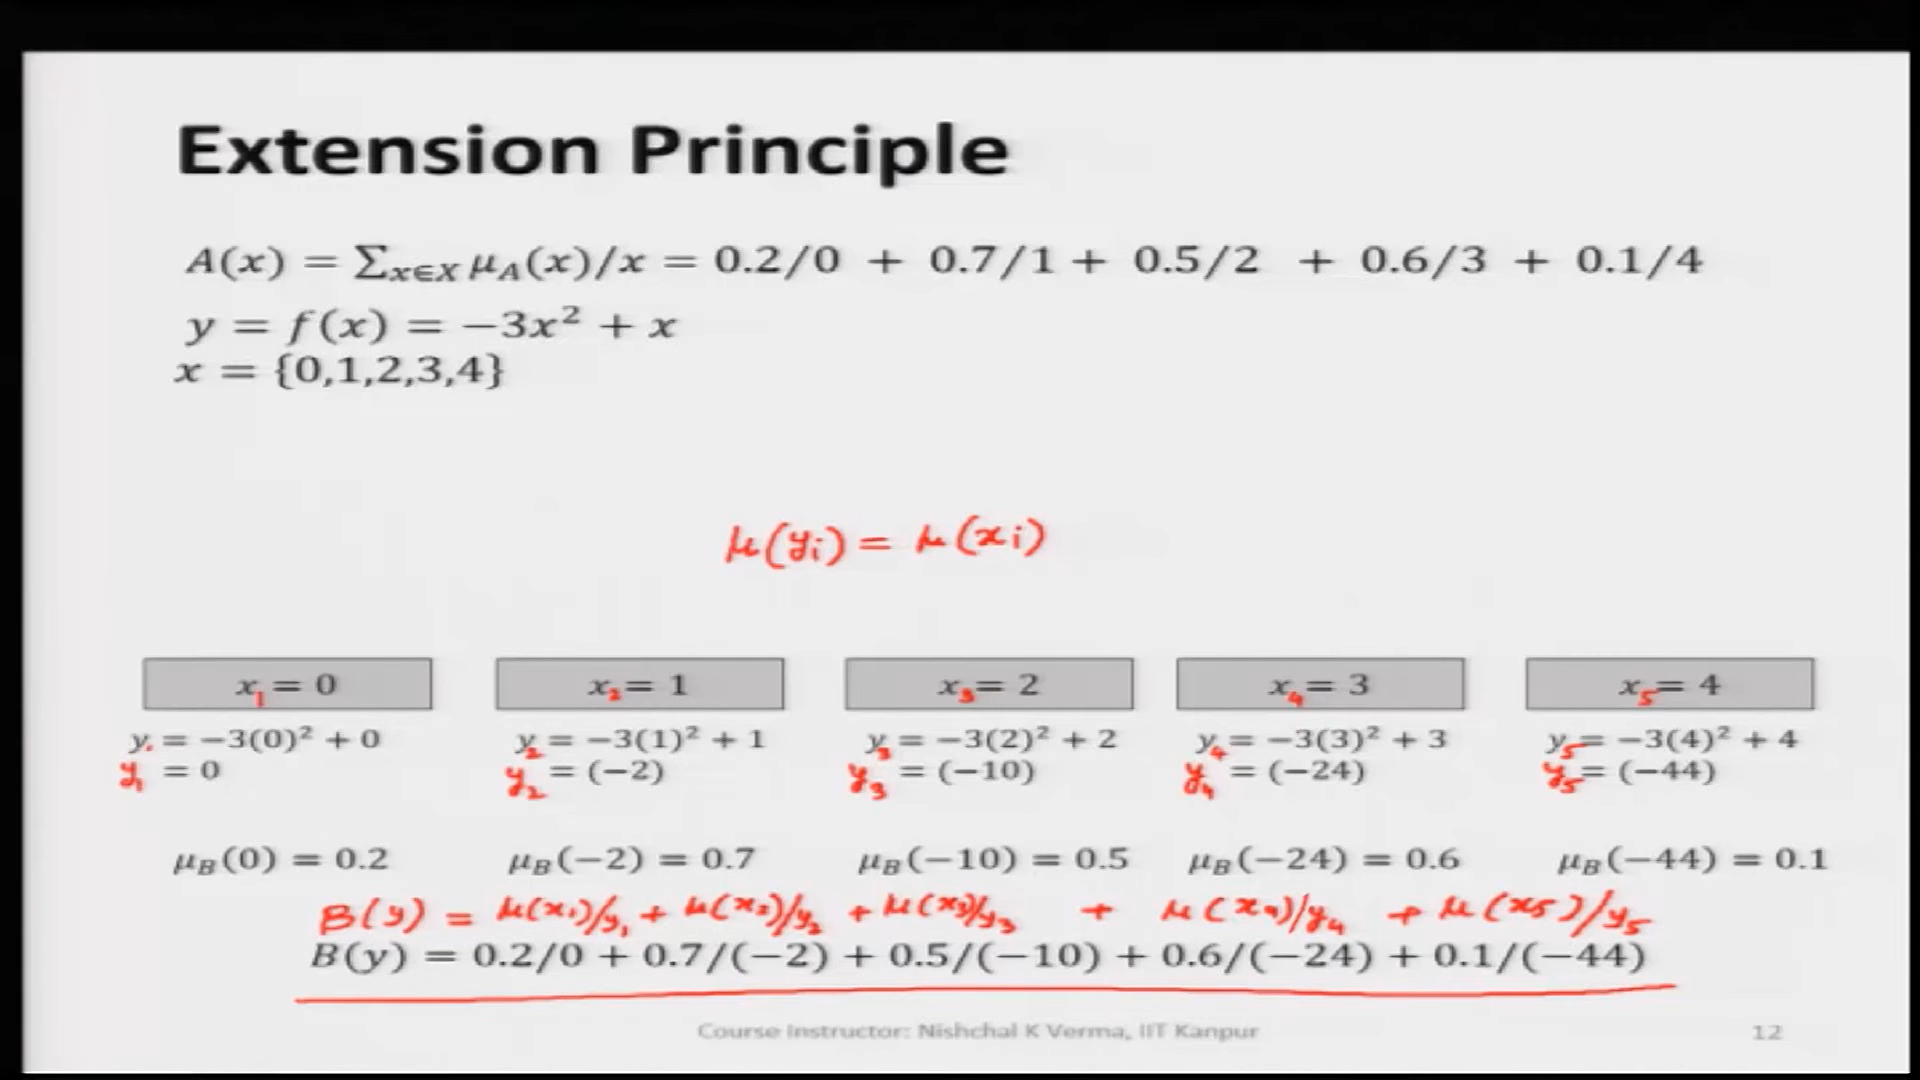 Extension Principle
A(x) = ∑ₓ∈X μA(x)/x = 0.2/0 + 0.7/1 + 0.5/2 + 0.6/3 + 0.1/4
y = f(x) = −3x² + x
x = {0,1,2,3,4}
μ(yi) = μ(xi)
x₁ = 0 x₂ = 1 x₃ = 2 x₄ = 3 x₅ = 4
y₁ = −3(0)² + 0 y₂ = −3(1)² + 1 y₃ = −3(2)² + 2 y₄ = −3(3)² + 3 y₅ = −3(4)² + 4
y₁ = 0 y₂ = (−2) y₃ = (−10) y₄ = (−24) y₅ = (−44)
μB(0) = 0.2 μB(−2) = 0.7 μB(−10) = 0.5 μB(−24) = 0.6 μB(−44) = 0.1
B(y) = μ(x₁)/y₁ + μ(x₂)/y₂ + μ(x₃)/y₃ + μ(x₄)/y₄ + μ(x₅)/y₅
B(y) = 0.2/0 + 0.7/(−2) + 0.5/(−10) + 0.6/(−24) + 0.1/(−44)
Course Instructor: Nishchal K Verma, IIT Kanpur
12